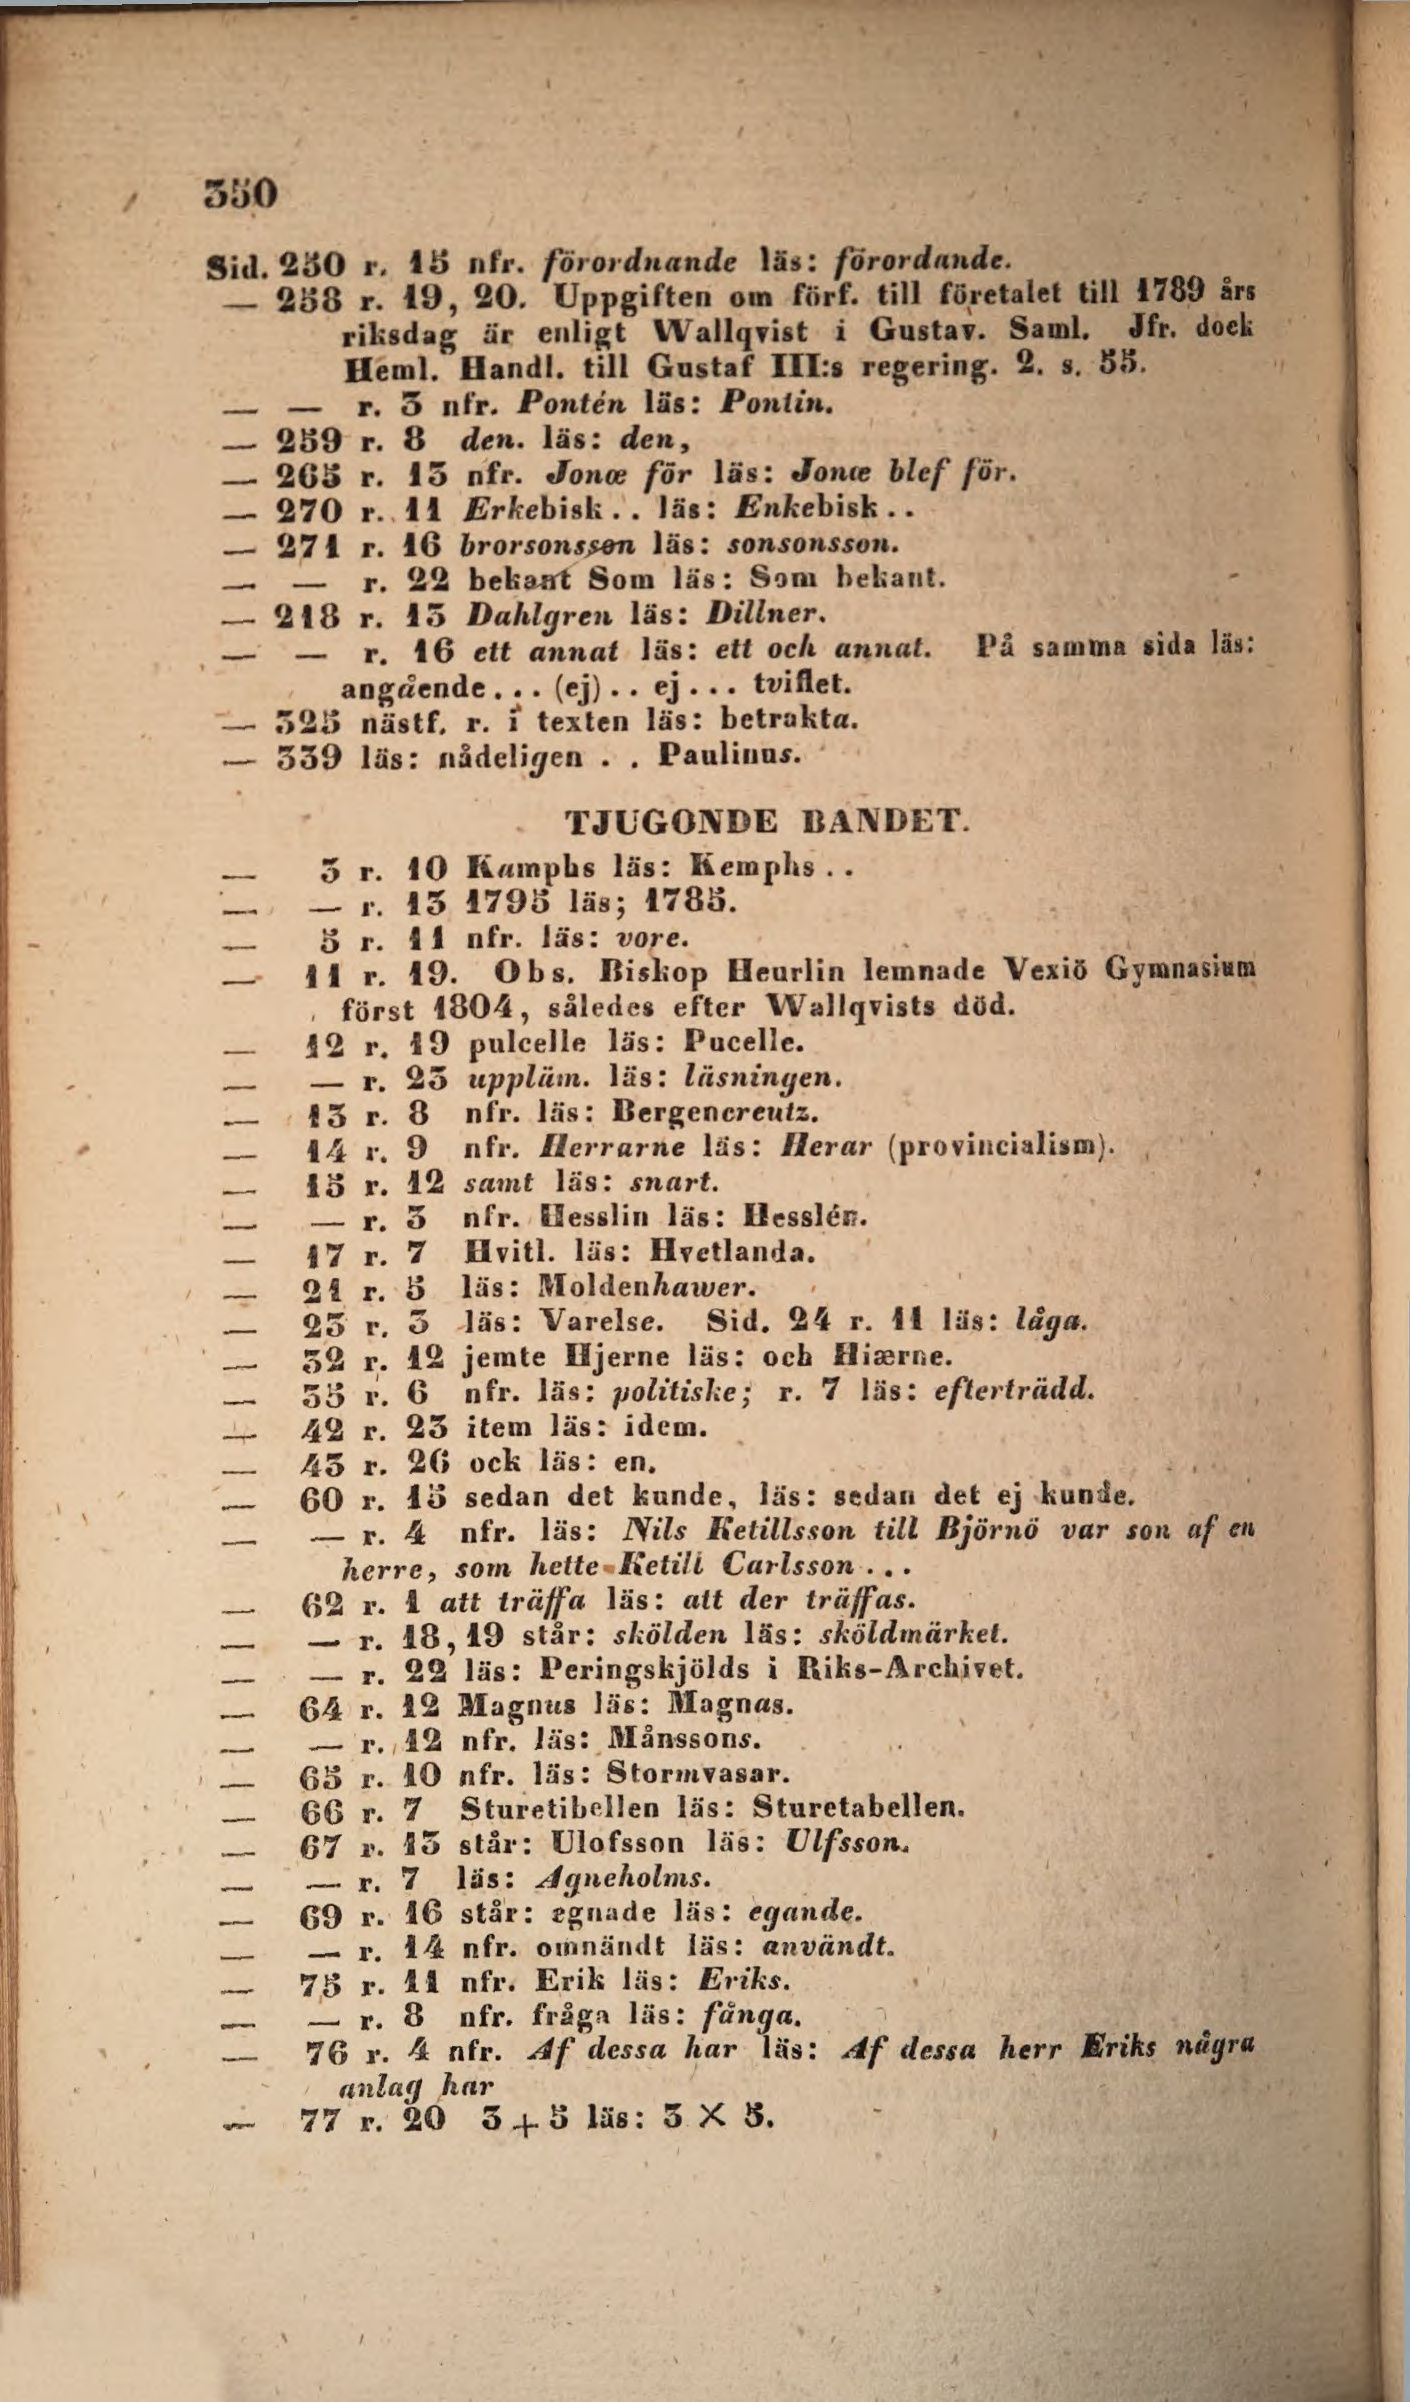 350
Sid. 250 r. 15 nfr. förordnande läs: förordande.
— 258 r. 19, 20. Uppgiften om förf. till företalet till 1789 års
riksdag är enligt Wallqvist i Gustav. Saml. Jfr. dock
Heml. Handl. till Gustaf III:s regering. 2. s. 55.
— — r. 3 nfr. Pontén läs: Pontin.
— 259 r. 8 den. läs: den,
— 265 r. 13 nfr. Jonæ för läs: Jonæ blef för.
— 270 r. 11 Erkebisk . . läs: Enkebisk . .
— 271 r. 16 brorsonsson läs: sonsonsson.
— — r. 22 bekant Som läs: Som bekant.
— 218 r. 13 Dahlgren läs: Dillner.
— — r. 16 ett annat läs: ett och annat. På samma sida läs:
angående . . . (ej) . . ej . . . tviflet.
— 325 nästf. r. i texten läs: betrakta.
— 339 läs: nådeligen . . Paulinus.
TJUGONDE BANDET.
— 3 r. 10 Kamphs läs: Kemphs . .
— — r. 13 1795 läs; 1785.
— 5 r. 11 nfr. läs: vore.
— 11 r. 19. Obs. Biskop Heurlin lemnade Vexiö Gymnasium
först 1804, således efter Wallqvists död.
— 12 r. 19 pulcelle läs: Pucelle.
— — r. 23 uppläm. läs: läsningen.
— 13 r. 8 nfr. läs: Bergencreutz.
— 14 r. 9 nfr. Herrarne läs: Herar (provincialism).
— 15 r. 12 samt läs: snart.
— — r. 3 nfr. Hesslin läs: Hesslén.
— 17 r. 7 Hvitl. läs: Hvetlanda.
— 21 r. 5 läs: Moldenhawer.
— 23 r. 3 läs: Varelse. Sid. 24 r. 11 läs: låga.
— 32 r. 12 jemte Hjerne läs: och Hiærne.
— 35 r. 6 nfr. läs: politiske; r. 7 läs: efterträdd.
— 42 r. 23 item läs: idem.
— 43 r. 26 ock läs: en.
— 60 r. 15 sedan det kunde, läs: sedan det ej kunde.
— — r. 4 nfr. läs: Nils Ketillsson till Björnö var son af en
herre, som hette Ketill Carlsson . . .
— 62 r. 1 att träffa läs: att der träffas.
— — r. 18, 19 står: skölden läs: sköldmärket.
— — r. 22 läs: Peringskjölds i Riks-Archivet.
— 64 r. 12 Magnus läs: Magnas.
— — r. 12 nfr. läs: Månssons.
— 65 r. 10 nfr. läs: Stormvasar.
— 66 r. 7 Sturetibellen läs: Sturetabellen.
— 67 r. 13 står: Ulofsson läs: Ulfsson.
— — r. 7 läs: Agneholms.
— 69 r. 16 står: egnade läs: egande.
— — r. 14 nfr. omnändt läs: användt.
— 75 r. 11 nfr. Erik läs: Eriks.
— — r. 8 nfr. fråga läs: fånga.
— 76 r. 4 nfr. Af dessa har läs: Af dessa herr Eriks några
anlag har
— 77 r. 20 3 + 5 läs: 3 × 5.